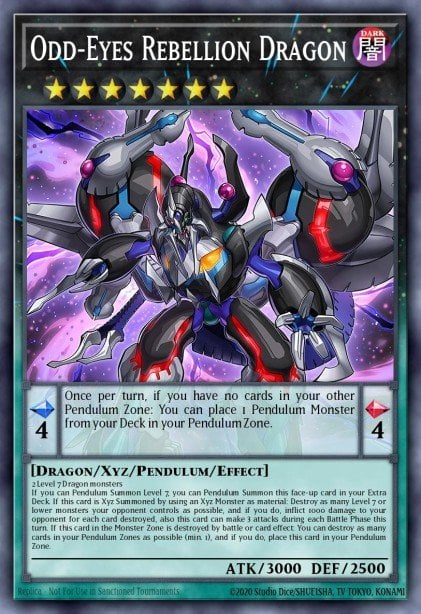 ODD-EYES REBELLION DRAGON
DARK
闇
Once per turn, if you have no cards in your other
Pendulum Zone: You can place 1 Pendulum Monster
from your Deck in your Pendulum Zone.
4
4
[DRAGON/XYZ/PENDULUM/EFFECT]
2 Level 7 Dragon monsters
If you can Pendulum Summon Level 7, you can Pendulum Summon this face-up card in your Extra
Deck. If this card is Xyz Summoned by using an Xyz Monster as material: Destroy as many Level 7 or
lower monsters your opponent controls as possible, and if you do, inflict 1000 damage to your
opponent for each card destroyed, also this card can make 3 attacks during each Battle Phase this
turn. If this card in the Monster Zone is destroyed by battle or card effect: You can destroy as many
cards in your Pendulum Zones as possible (min. 1), and if you do, place this card in your Pendulum
Zone.
ATK/3000 DEF/2500
Replica - Not For Use in Sanctioned Tournaments
©2020 Studio Dice/SHUEISHA, TV TOKYO, KONAMI